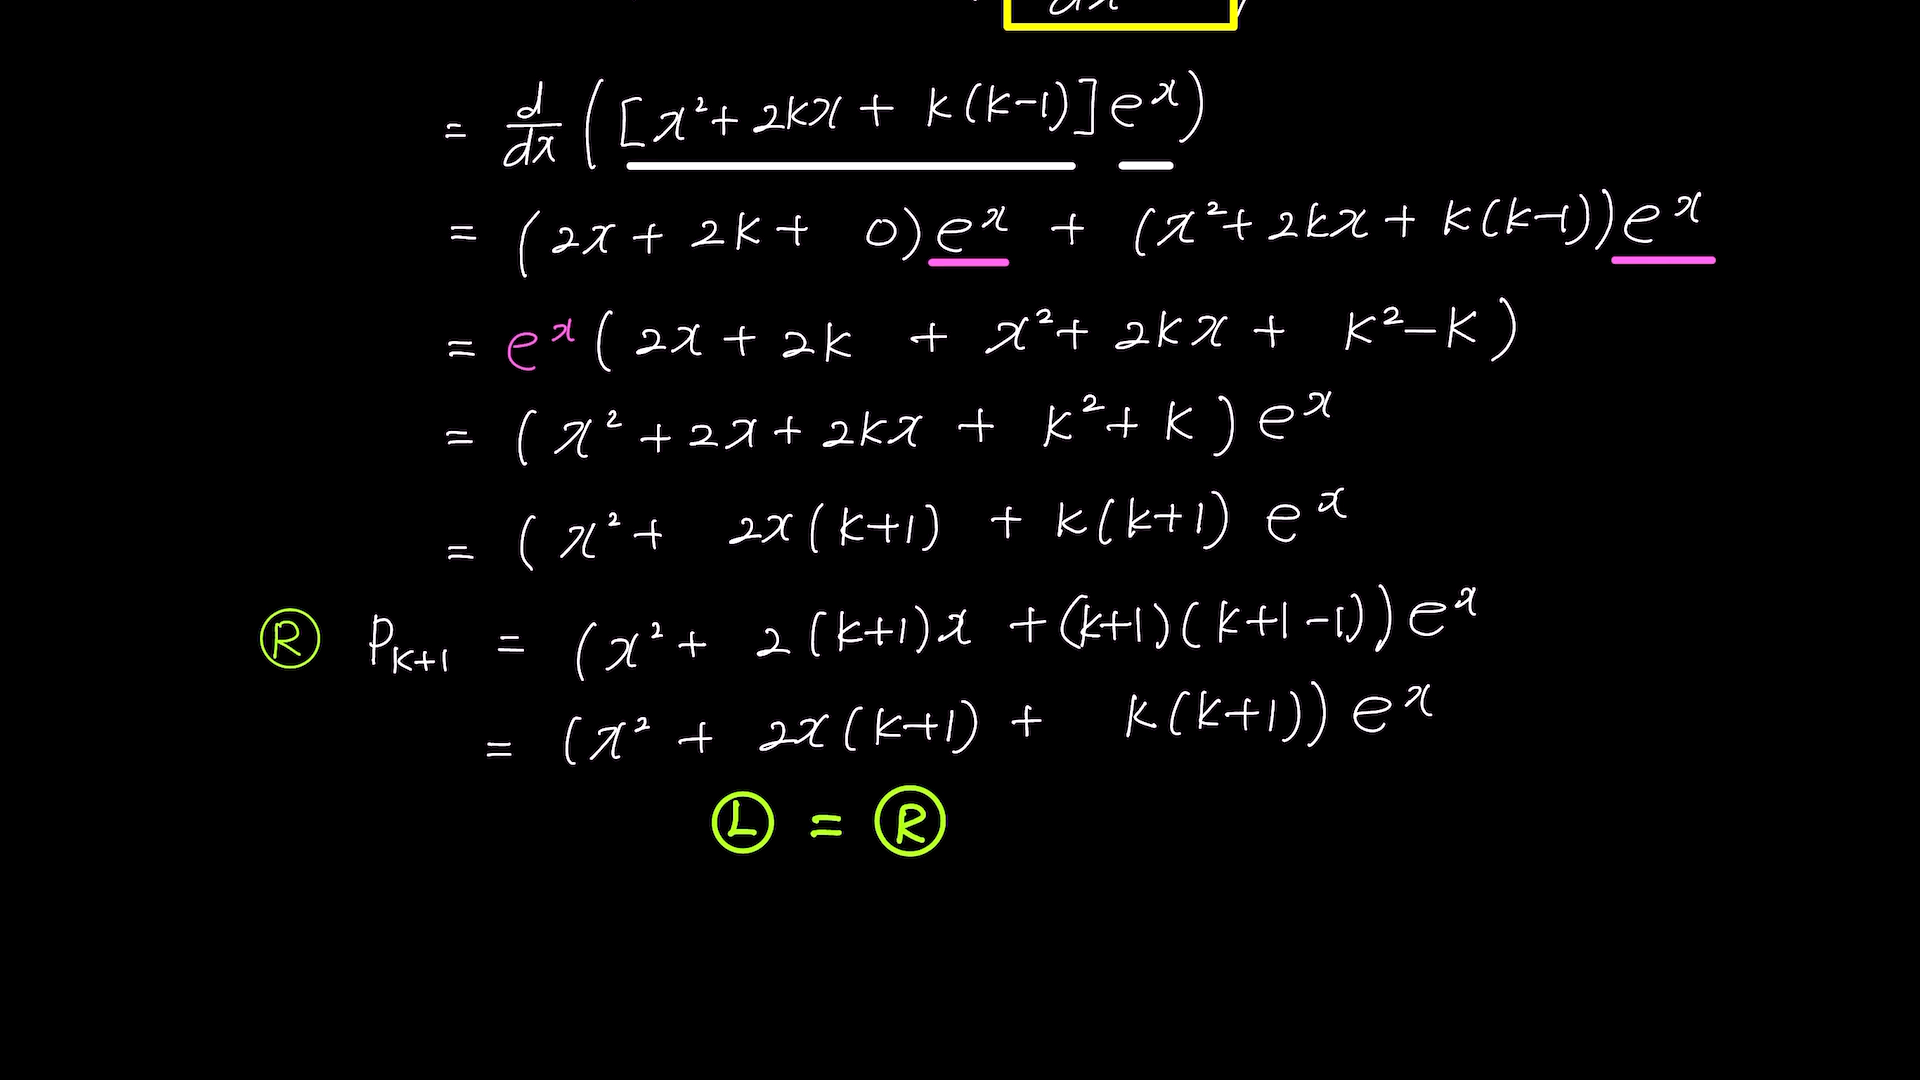 dx
= d/dx ([x² + 2kx + k(k-1)]eˣ)
= (2x + 2k + 0)eˣ + (x² + 2kx + k(k-1))eˣ
= eˣ(2x + 2k + x² + 2kx + k² - k)
= (x² + 2x + 2kx + k² + k)eˣ
= (x² + 2x(k+1) + k(k+1) eˣ
Ⓡ Pₖ₊₁ = (x² + 2(k+1)x + (k+1)(k+1-1))eˣ
= (x² + 2x(k+1) + k(k+1))eˣ
Ⓛ = Ⓡ